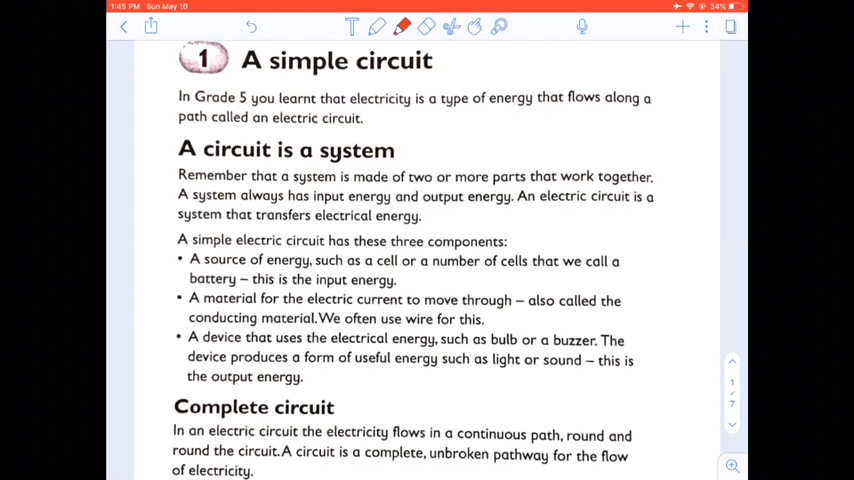 1:45 PM Sun May 10 34%
1 A simple circuit
In Grade 5 you learnt that electricity is a type of energy that flows along a
path called an electric circuit.
A circuit is a system
Remember that a system is made of two or more parts that work together.
A system always has input energy and output energy. An electric circuit is a
system that transfers electrical energy.
A simple electric circuit has these three components:
• A source of energy, such as a cell or a number of cells that we call a
battery – this is the input energy.
• A material for the electric current to move through – also called the
conducting material. We often use wire for this.
• A device that uses the electrical energy, such as bulb or a buzzer. The
device produces a form of useful energy such as light or sound – this is
the output energy.
Complete circuit
In an electric circuit the electricity flows in a continuous path, round and
round the circuit. A circuit is a complete, unbroken pathway for the flow
of electricity.
1
/
7